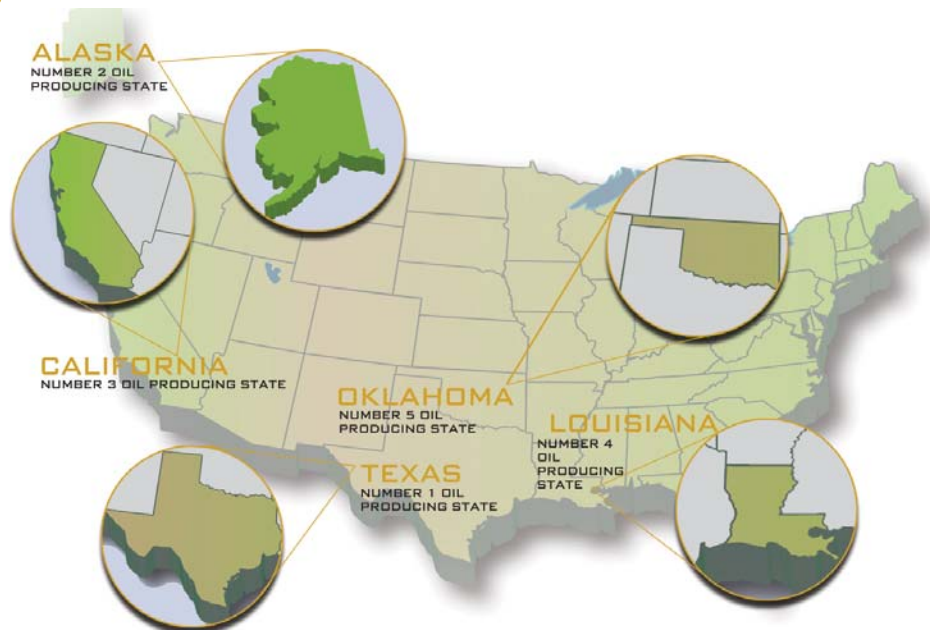 ALASKA
NUMBER 2 OIL
PRODUCING STATE
CALIFORNIA
NUMBER 3 OIL PRODUCING STATE
OKLAHOMA
NUMBER 5 OIL
PRODUCING STATE
LOUISIANA
NUMBER 4
OIL
PRODUCING
STATE
TEXAS
NUMBER 1 OIL
PRODUCING STATE